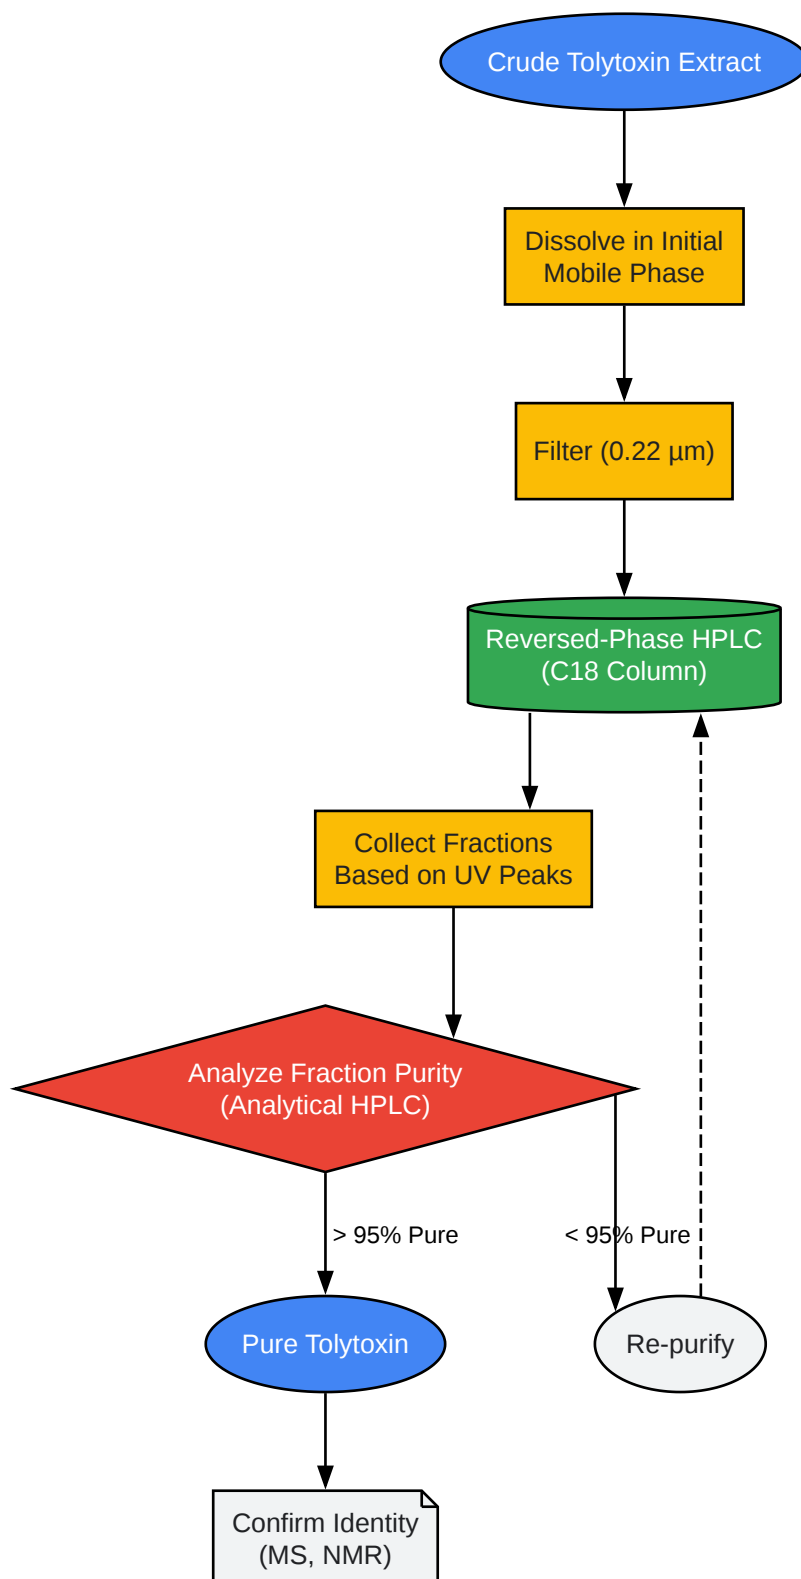 Crude Tolytoxin Extract
Dissolve in Initial
Mobile Phase
Filter (0.22 µm)
Reversed-Phase HPLC
(C18 Column)
Collect Fractions
Based on UV Peaks
Analyze Fraction Purity
(Analytical HPLC)
> 95% Pure
< 95% Pure
Pure Tolytoxin
Re-purify
Confirm Identity
(MS, NMR)